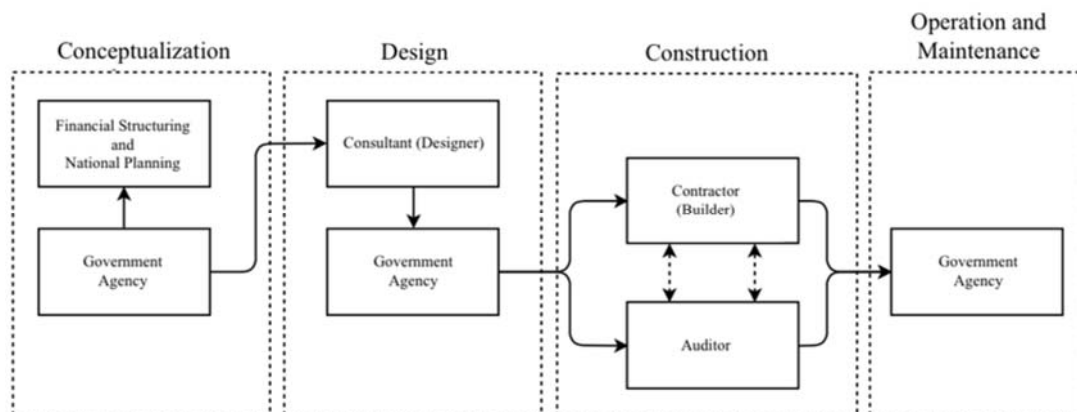 Conceptualization
Financial Structuring
and
National Planning
Government
Agency
Design
Consultant (Designer)
Government
Agency
Construction
Contractor
(Builder)
Auditor
Operation and
Maintenance
Government
Agency